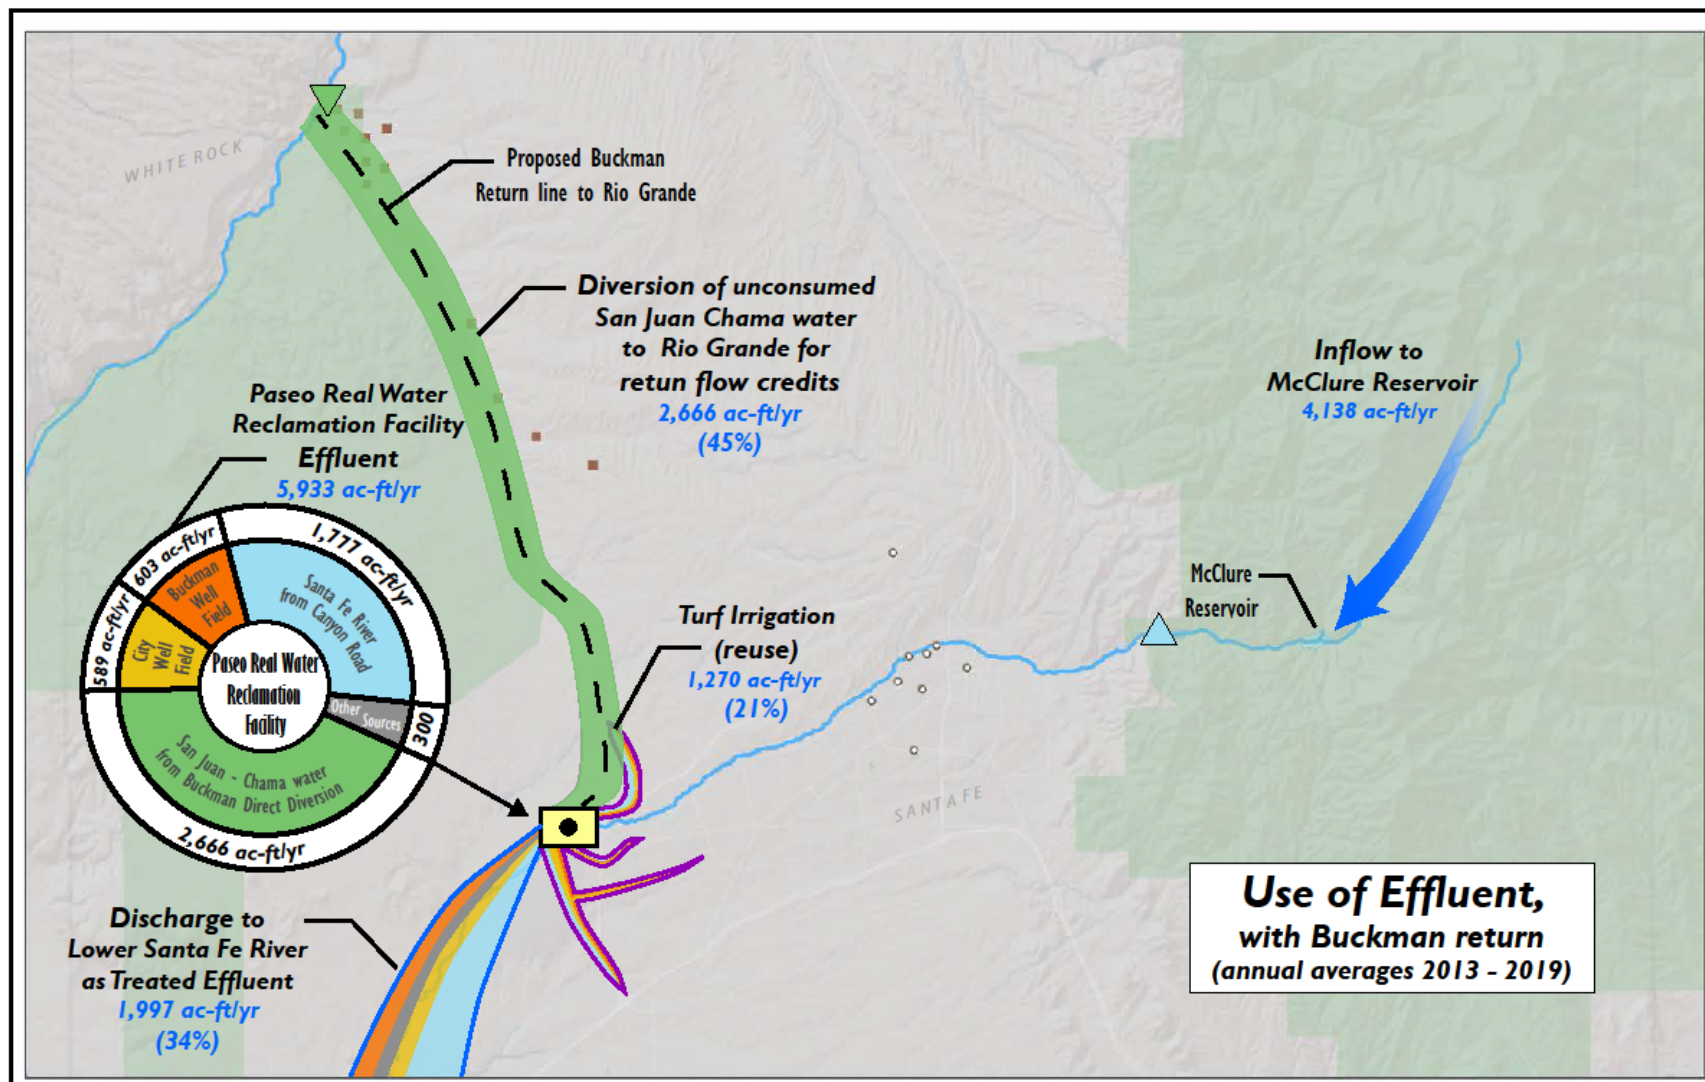 WHITE ROCK
Proposed Buckman
Return line to Rio Grande
Diversion of unconsumed
San Juan Chama water
to Rio Grande for
retun flow credits
2,666 ac-ft/yr
(45%)
Inflow to
McClure Reservoir
4,138 ac-ft/yr
Paseo Real Water
Reclamation Facility
Effluent
5,933 ac-ft/yr
603 ac-ft/yr
1,777 ac-ft/yr
589 ac-ft/yr
300
2,666 ac-ft/yr
Buckman
Well
Field
Santa Fe River
from Canyon Road
City
Well
Field
Paseo Real Water
Reclamation
Facility
Other
Sources
San Juan - Chama water
from Buckman Direct Diversion
McClure
Reservoir
Turf Irrigation
(reuse)
1,270 ac-ft/yr
(21%)
SANTA FE
Discharge to
Lower Santa Fe River
as Treated Effluent
1,997 ac-ft/yr
(34%)
Use of Effluent,
with Buckman return
(annual averages 2013 - 2019)